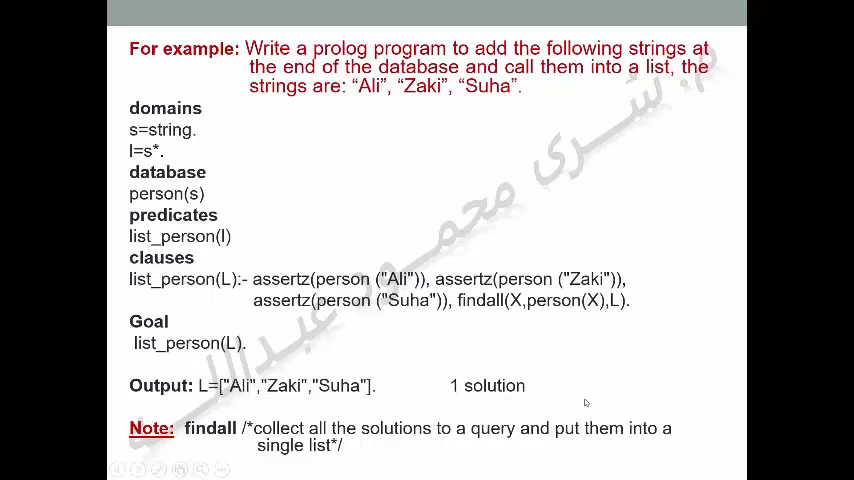 For example: Write a prolog program to add the following strings at
the end of the database and call them into a list, the
strings are: “Ali”, “Zaki”, “Suha”.
domains
s=string.
l=s*.
database
person(s)
predicates
list_person(l)
clauses
list_person(L):- assertz(person ("Ali")), assertz(person ("Zaki")),
assertz(person ("Suha")), findall(X,person(X),L).
Goal
list_person(L).
Output: L=["Ali","Zaki","Suha"]. 1 solution
Note: findall /*collect all the solutions to a query and put them into a
single list*/
م. شرى محمود عبدالله